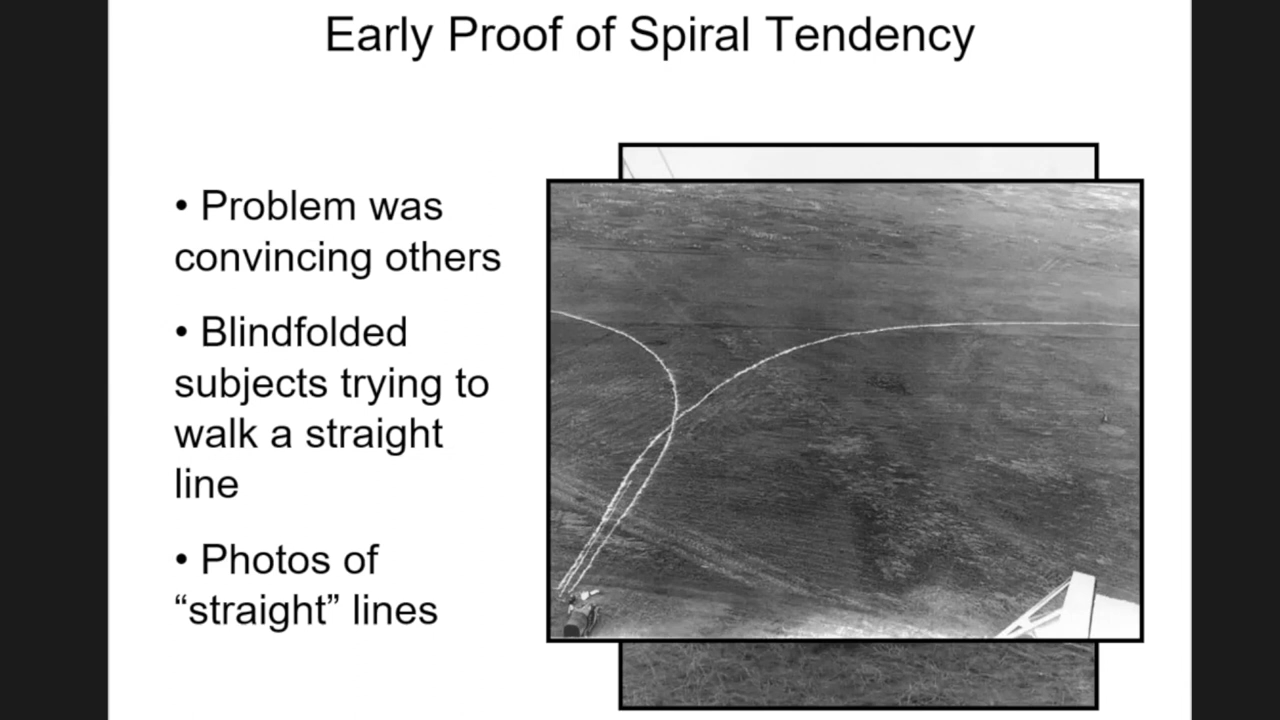 Early Proof of Spiral Tendency
• Problem was
convincing others
• Blindfolded
subjects trying to
walk a straight
line
• Photos of
“straight” lines